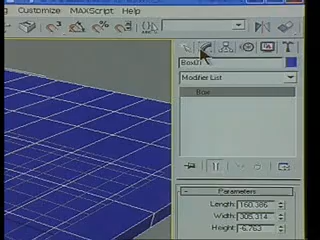 Customize MAXScript Help
Box01
Modifier List
Box
Parameters
Length: 160.386
Width: 305.314
Height: -6.763